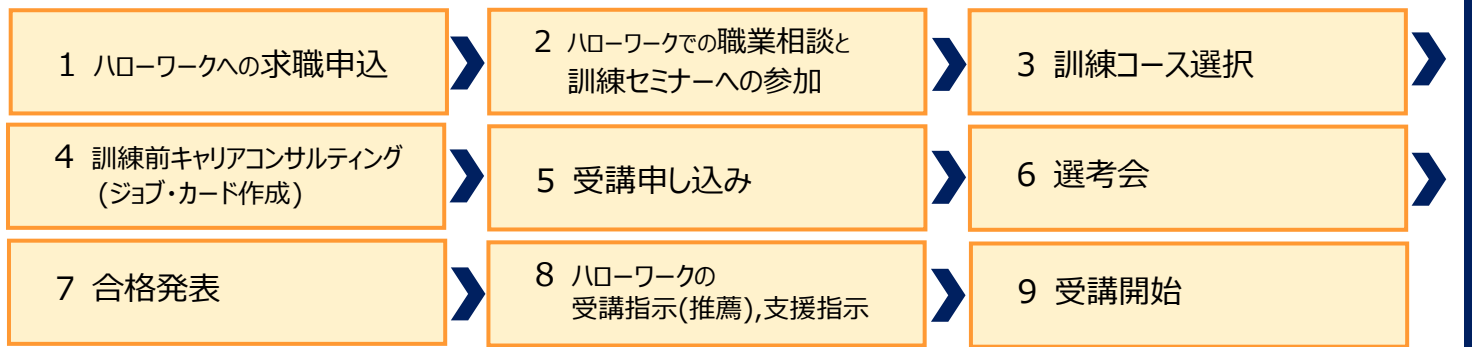 1 ハローワークへの求職申込
2 ハローワークでの職業相談と
訓練セミナーへの参加
3 訓練コース選択
4 訓練前キャリアコンサルティング
(ジョブ・カード作成)
5 受講申し込み
6 選考会
7 合格発表
8 ハローワークの
受講指示(推薦),支援指示
9 受講開始